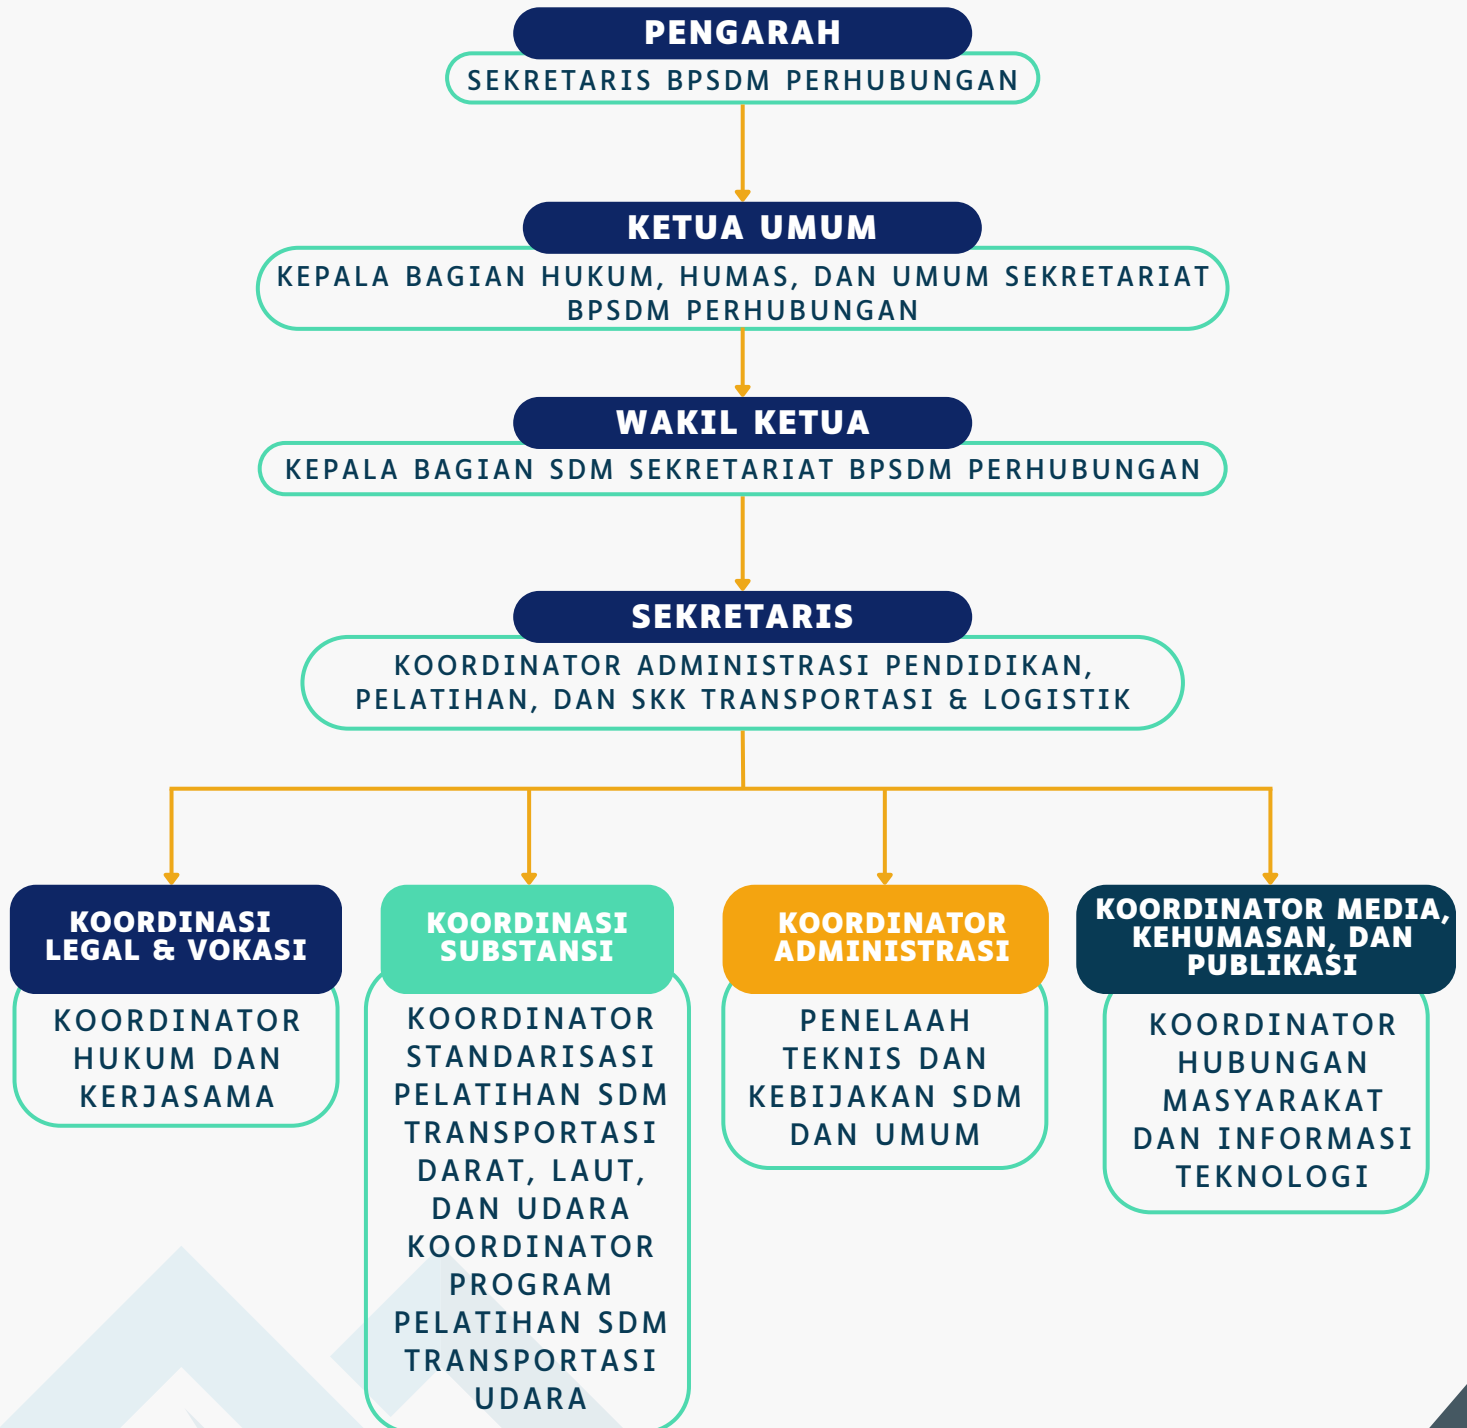 PENGARAH
SEKRETARIS BPSDM PERHUBUNGAN
KETUA UMUM
KEPALA BAGIAN HUKUM, HUMAS, DAN UMUM SEKRETARIAT
BPSDM PERHUBUNGAN
WAKIL KETUA
KEPALA BAGIAN SDM SEKRETARIAT BPSDM PERHUBUNGAN
SEKRETARIS
KOORDINATOR ADMINISTRASI PENDIDIKAN,
PELATIHAN, DAN SKK TRANSPORTASI & LOGISTIK
KOORDINASI
LEGAL & VOKASI
KOORDINATOR
HUKUM DAN
KERJASAMA
KOORDINASI
SUBSTANSI
KOORDINATOR
STANDARISASI
PELATIHAN SDM
TRANSPORTASI
DARAT, LAUT,
DAN UDARA
KOORDINATOR
PROGRAM
PELATIHAN SDM
TRANSPORTASI
UDARA
KOORDINATOR
ADMINISTRASI
PENELAAH
TEKNIS DAN
KEBIJAKAN SDM
DAN UMUM
KOORDINATOR MEDIA,
KEHUMASAN, DAN
PUBLIKASI
KOORDINATOR
HUBUNGAN
MASYARAKAT
DAN INFORMASI
TEKNOLOGI